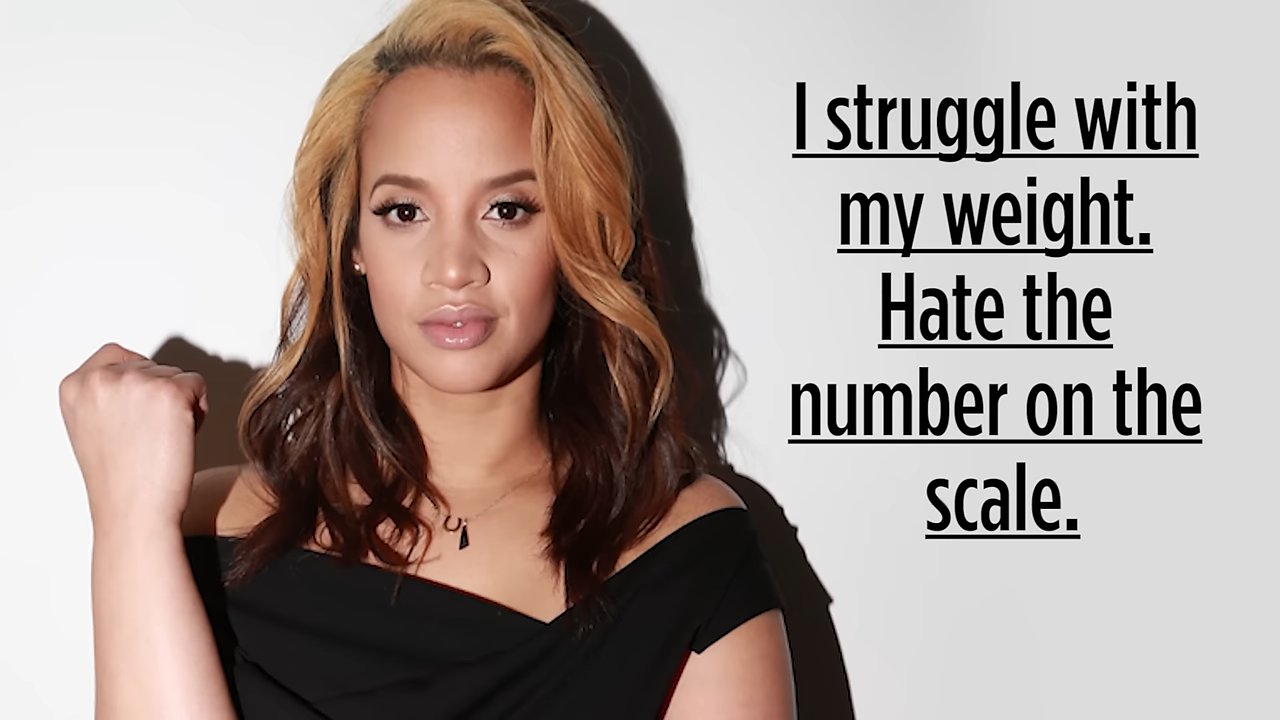 I struggle with
my weight.
Hate the
number on the
scale.